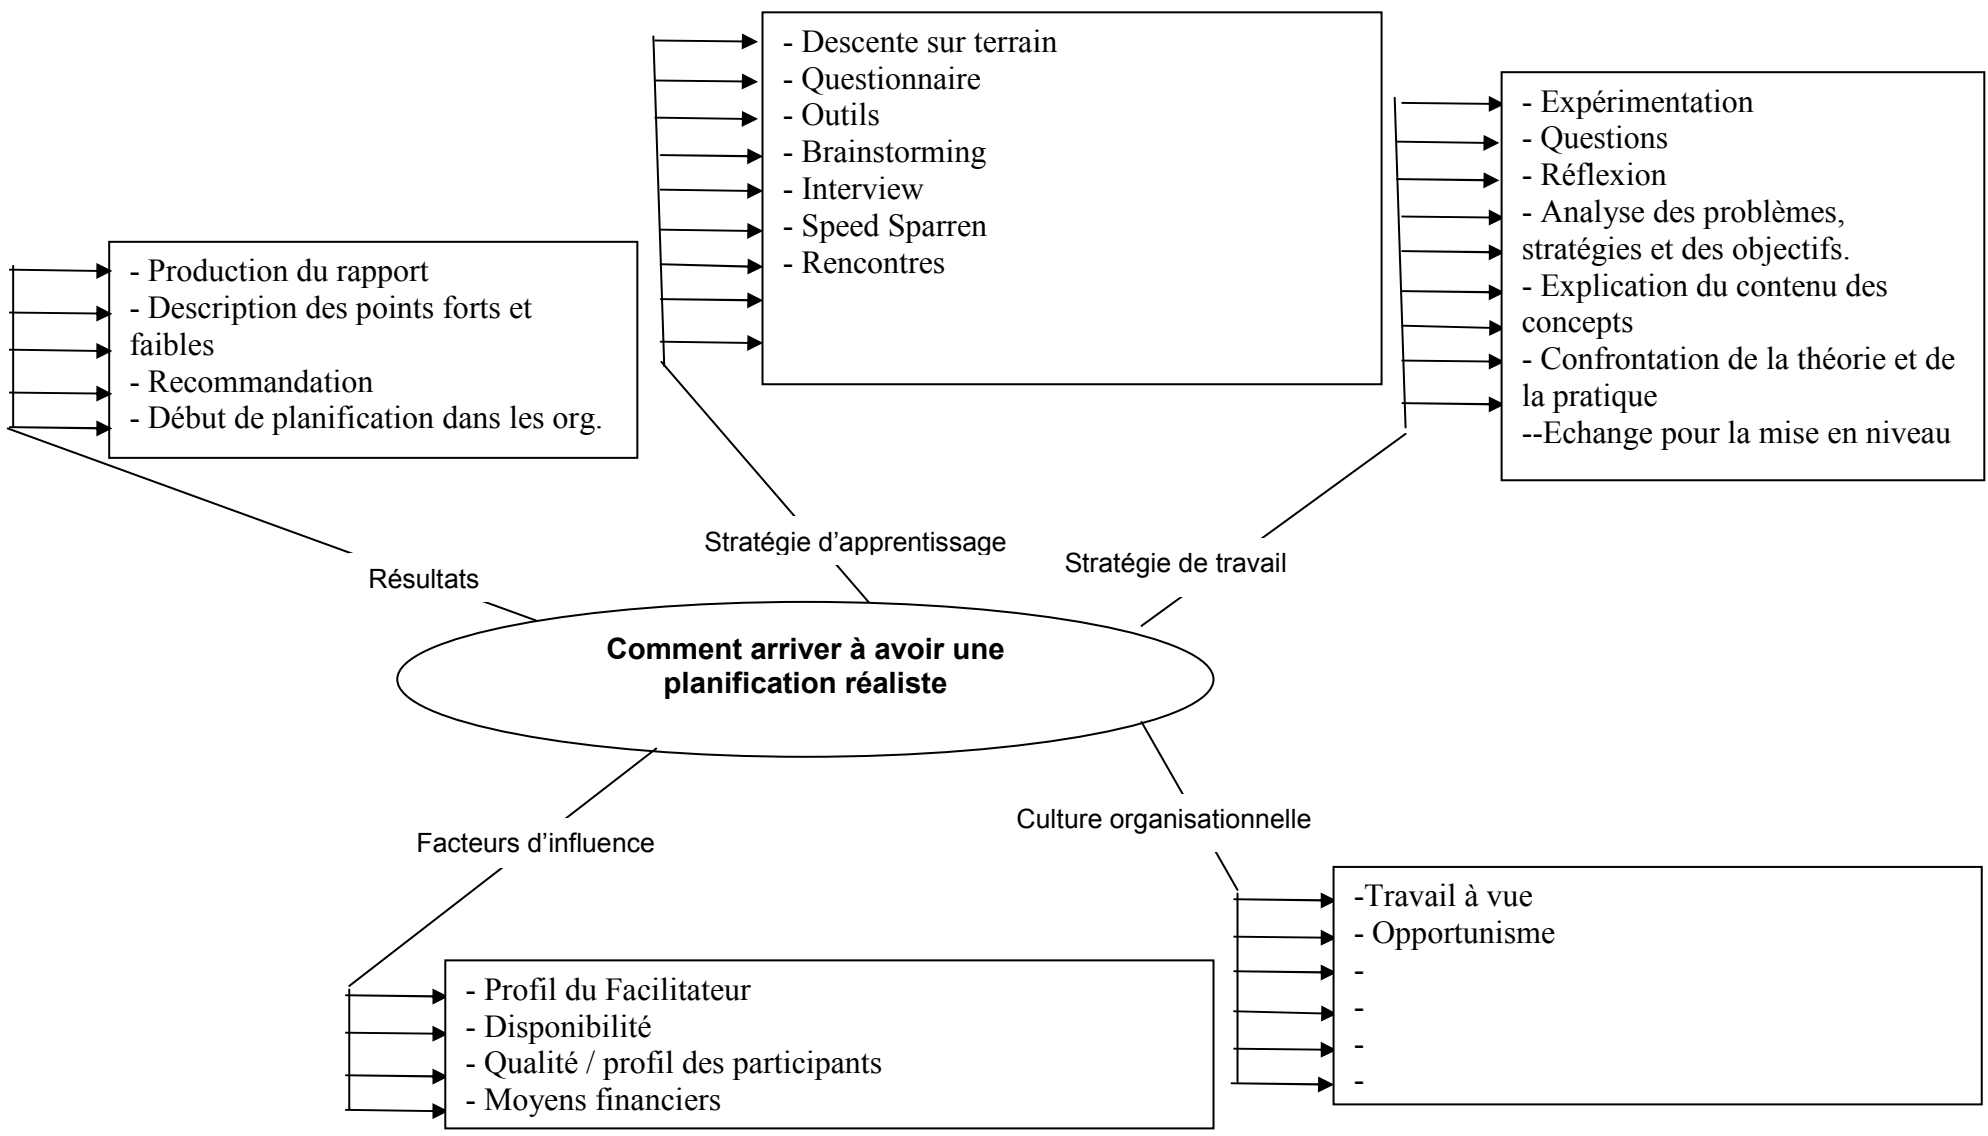 - Descente sur terrain
- Questionnaire
- Outils
- Brainstorming
- Interview
- Speed Sparren
- Rencontres
- Expérimentation
- Questions
- Réflexion
- Analyse des problèmes,
stratégies et des objectifs.
- Explication du contenu des
concepts
- Confrontation de la théorie et de
la pratique
--Echange pour la mise en niveau
- Production du rapport
- Description des points forts et
faibles
- Recommandation
- Début de planification dans les org.
Stratégie d’apprentissage
Stratégie de travail
Résultats
Comment arriver à avoir une
planification réaliste
Culture organisationnelle
Facteurs d’influence
-Travail à vue
- Opportunisme
-
-
-
-
- Profil du Facilitateur
- Disponibilité
- Qualité / profil des participants
- Moyens financiers